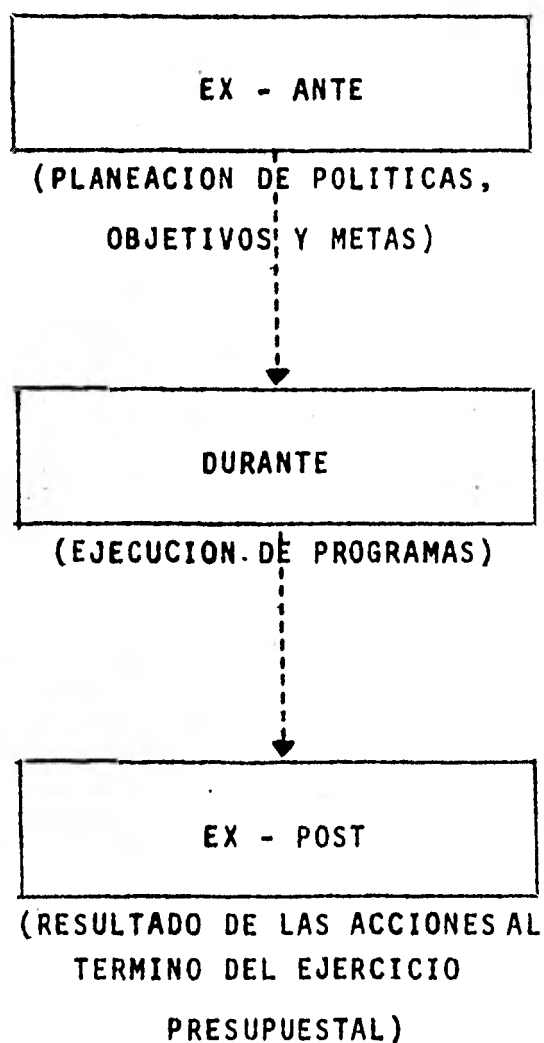 EX - ANTE
(PLANEACION DE POLITICAS,
OBJETIVOS Y METAS)
DURANTE
(EJECUCION DE PROGRAMAS)
EX - POST
(RESULTADO DE LAS ACCIONES AL
TERMINO DEL EJERCICIO
PRESUPUESTAL)